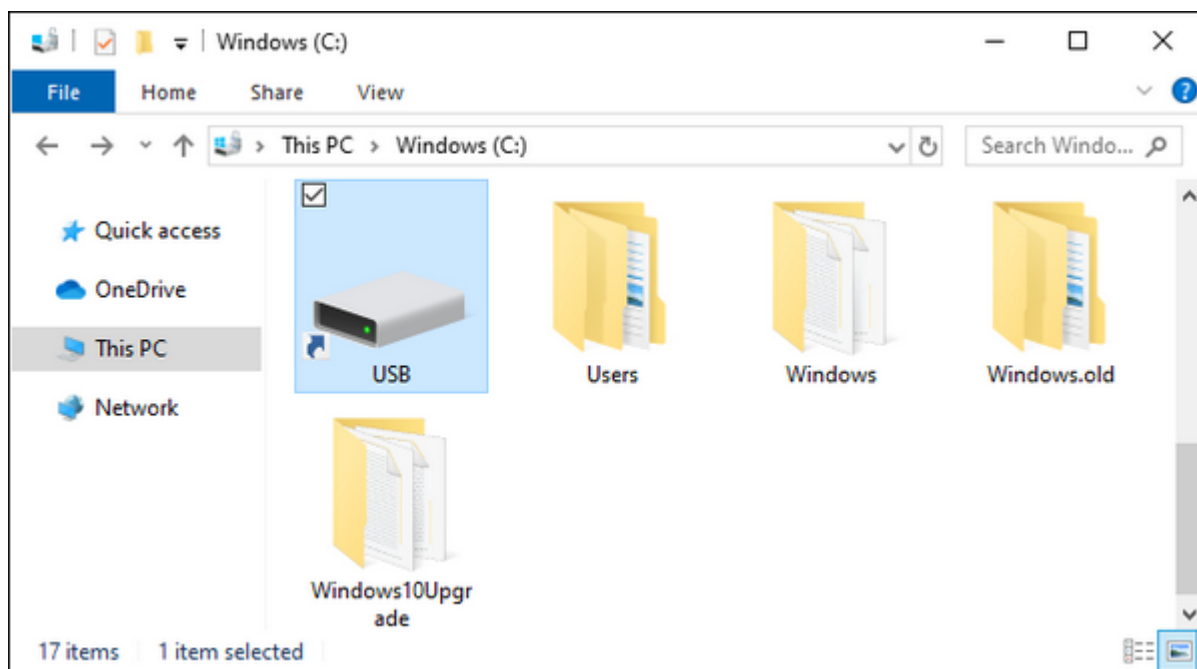 Windows (C:)
File Home Share View
This PC > Windows (C:) Search Windo...
Quick access
OneDrive
This PC
Network
USB Users Windows Windows.old
Windows10Upgr
ade
17 items 1 item selected